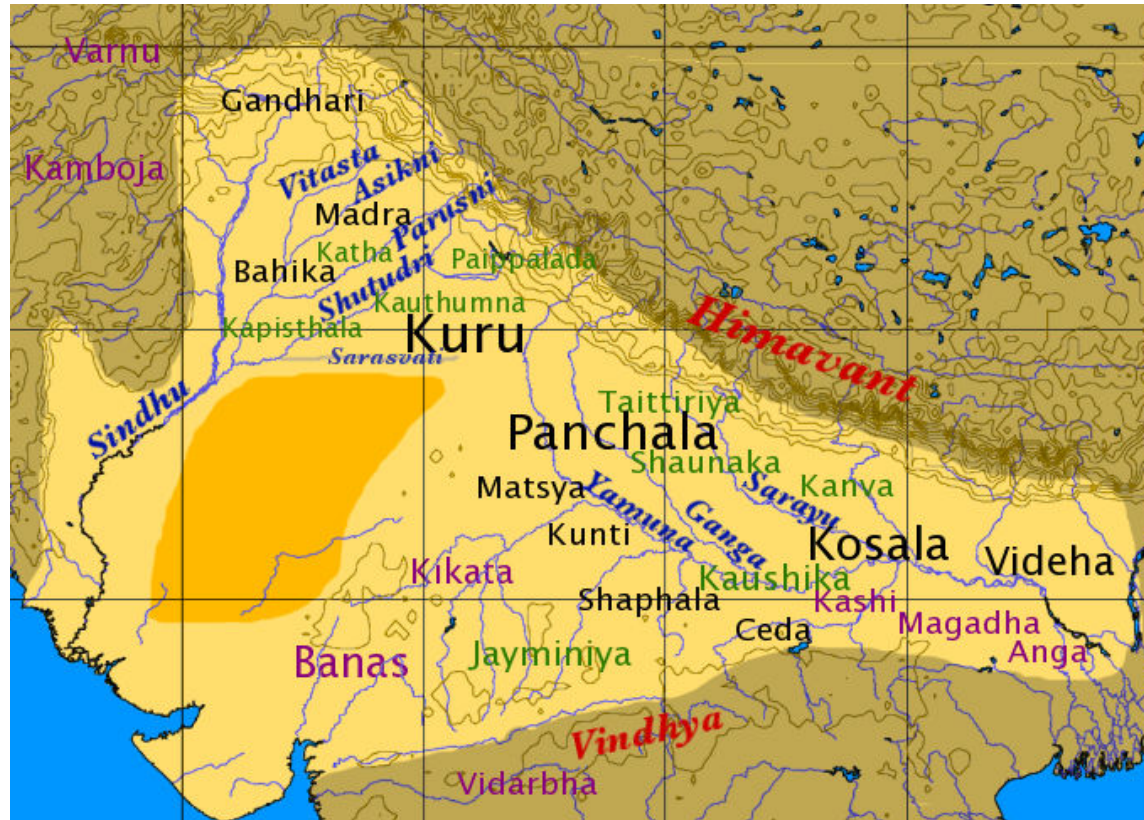 Varnu
Gandhari
Kamboja
Vitasta
Asikni
Madra
Parusni
Katha
Paippalada
Bahika
Shutudri
Kauthumna
Kapisthala
Kuru
Himavant
Sarasvati
Sindhu
Taittiriya
Panchala
Shaunaka
Matsya
Yamuna
Ganga
Sarayu
Kanva
Kunti
Kosala
Videha
Kikata
Kaushika
Shaphala
Kashi
Ceda
Magadha
Banas
Jayminiya
Anga
Vindhya
Vidarbha